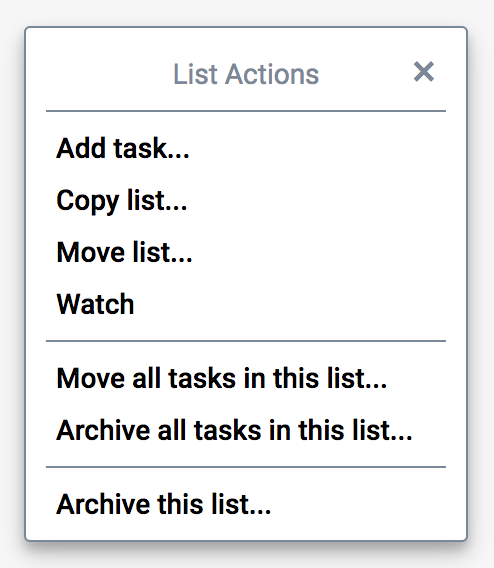 List Actions
Add task...
Copy list...
Move list...
Watch
Move all tasks in this list...
Archive all tasks in this list...
Archive this list...